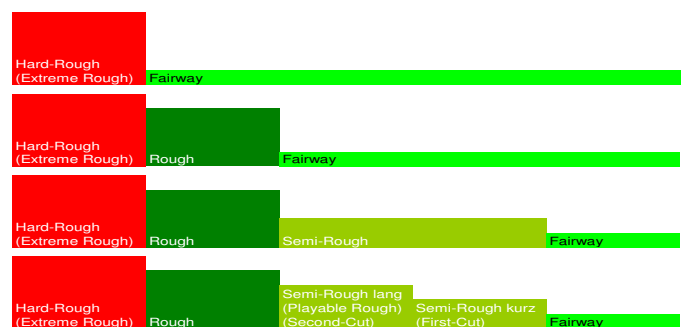 Hard-Rough
(Extreme Rough) Fairway
Hard-Rough
(Extreme Rough) Rough Fairway
Hard-Rough
(Extreme Rough) Rough Semi-Rough Fairway
Semi-Rough lang
Hard-Rough (Playable Rough) Semi-Rough kurz
(Extreme Rough) Rough (Second-Cut) (First-Cut) Fairway